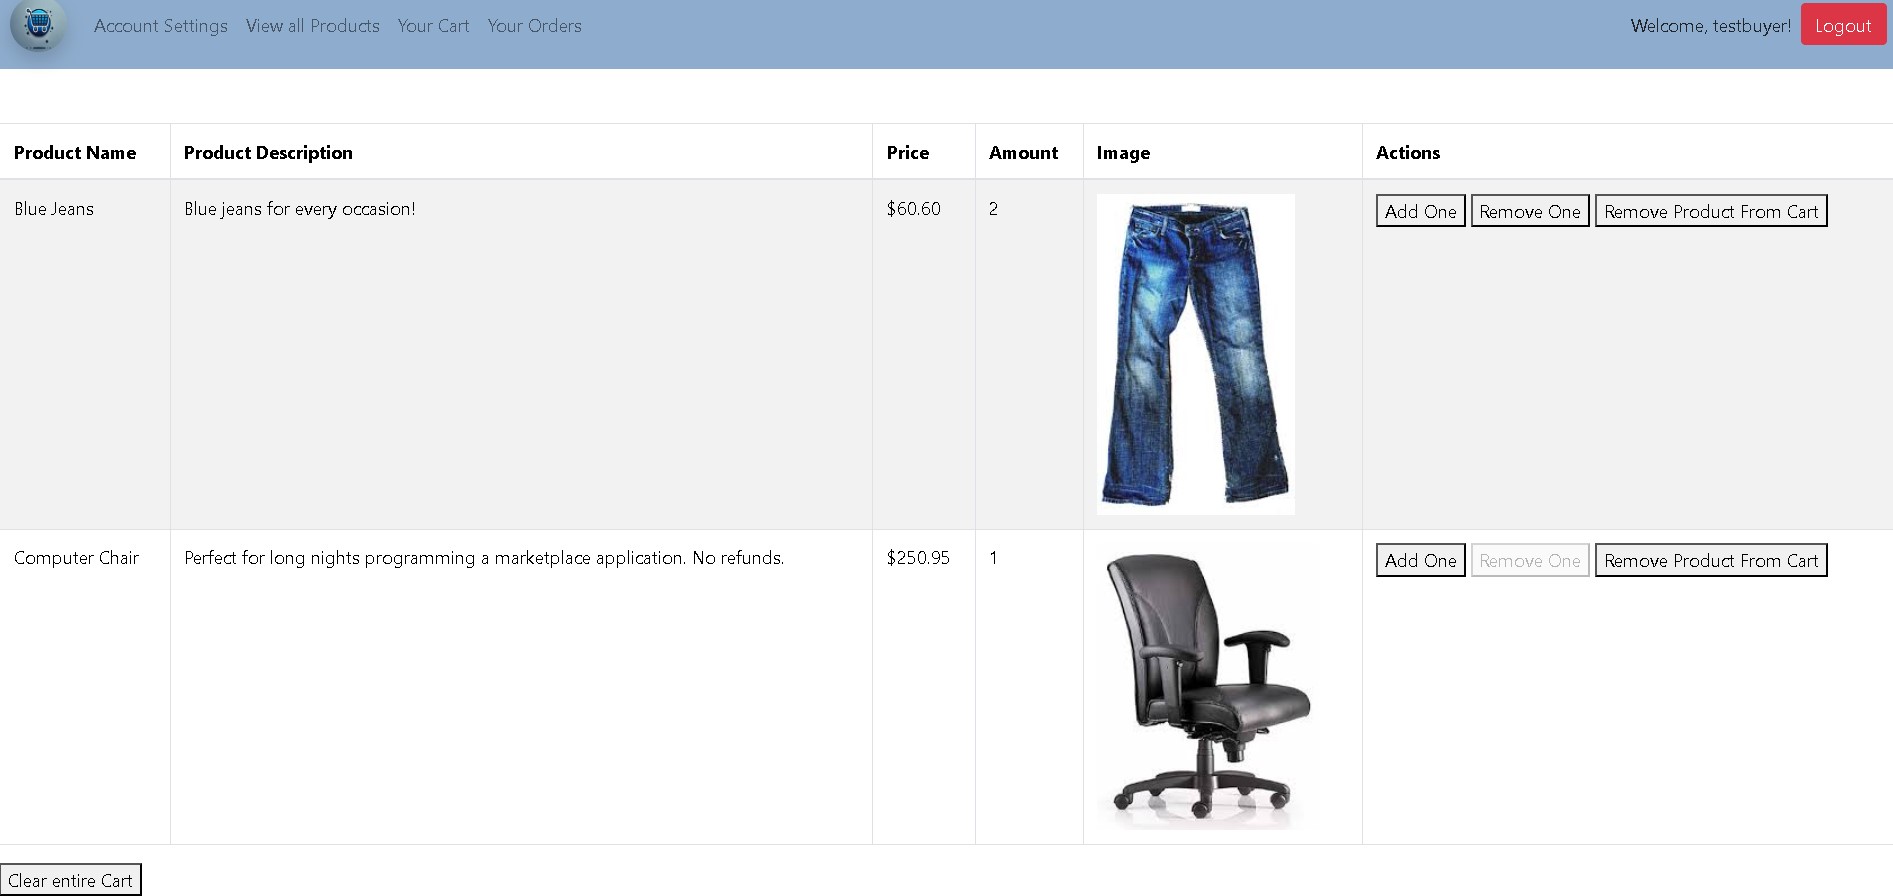 Account Settings View all Products Your Cart Your Orders Welcome, testbuyer! Logout
Product Name Product Description Price Amount Image Actions
Blue Jeans Blue jeans for every occasion! $60.60 2 Add One Remove One Remove Product From Cart
Computer Chair Perfect for long nights programming a marketplace application. No refunds. $250.95 1 Add One Remove One Remove Product From Cart
Clear entire Cart